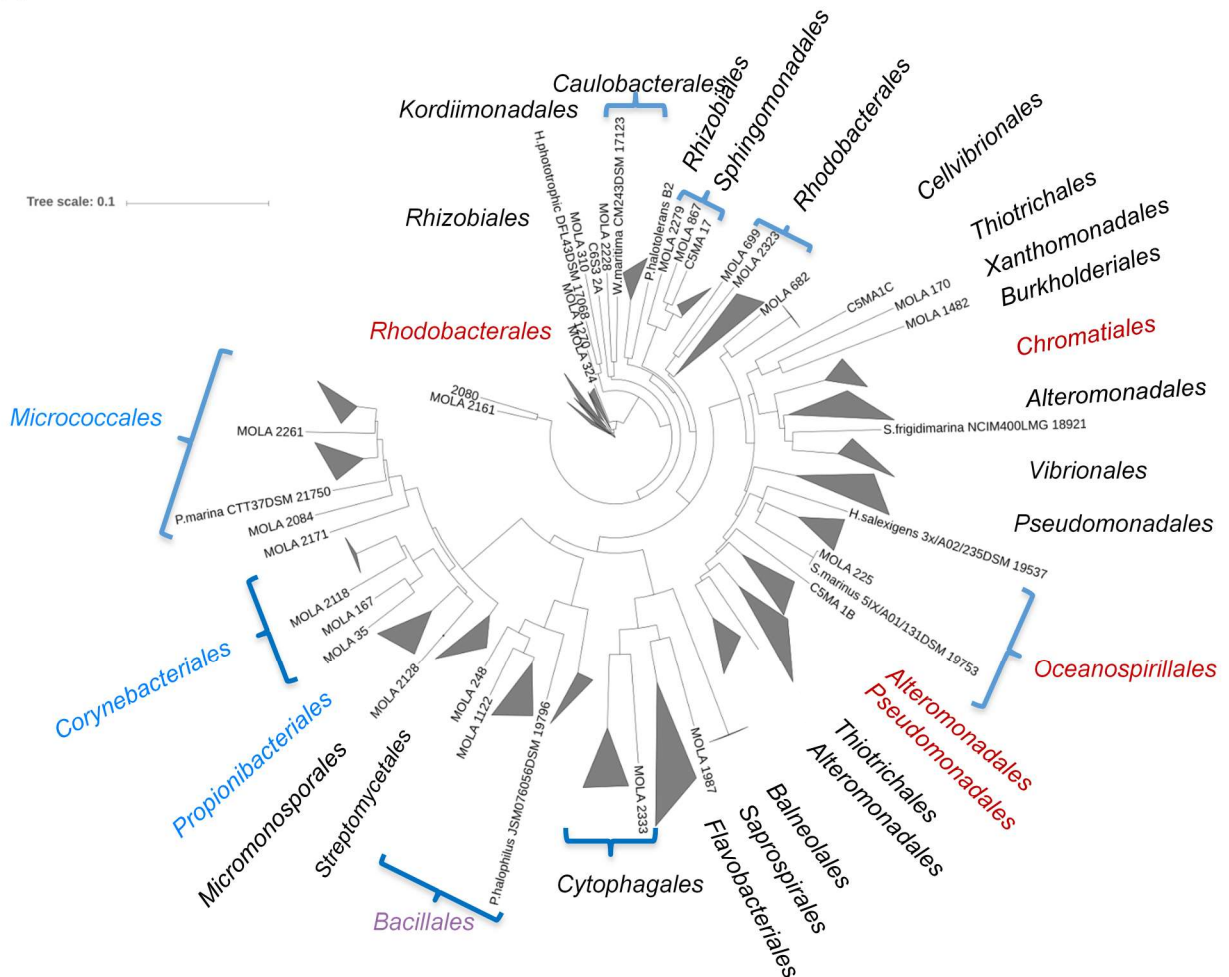 Caulobacterales
Kordiimonadales
Rhizobiales
Sphingomonadales
Rhodobacterales
Cellvibrionales
Thiotrichales
Xanthomonadales
Burkholderiales
Chromatiales
Alteromonadales
Vibrionales
Pseudomonadales
Oceanospirillales
Alteromonadales
Pseudomonadales
Thiotrichales
Alteromonadales
Balneolales
Saprospirales
Flavobacteriales
Cytophagales
Bacillales
Streptomycetales
Micromonosporales
Propionibacteriales
Corynebacteriales
Micrococcales
Rhodobacterales
Rhizobiales
Tree scale: 0.1
H.phototrophic DFL43DSM 17068
MOLA 310
C6S3 2A
MOLA 2228
W.maritima CM243DSM 17123
P.halotolerans B2
MOLA 2279
MOLA 867
C5MA 17
MOLA 699
MOLA 2323
MOLA 682
C5MA1C
MOLA 170
MOLA 1482
S.frigidimarina NCIM400LMG 18921
H.salexigens 3x/A02/235DSM 19537
MOLA 225
S.marinus 5IX/A01/131DSM 19753
C5MA 1B
MOLA 1987
MOLA 2333
P.halophilus JSM076056DSM 19796
MOLA 1122
MOLA 248
MOLA 2128
MOLA 35
MOLA 167
MOLA 2118
MOLA 2171
MOLA 2084
P.marina CTT37DSM 21750
MOLA 2261
MOLA 2161
2080
MOLA 1270
MOLA 324